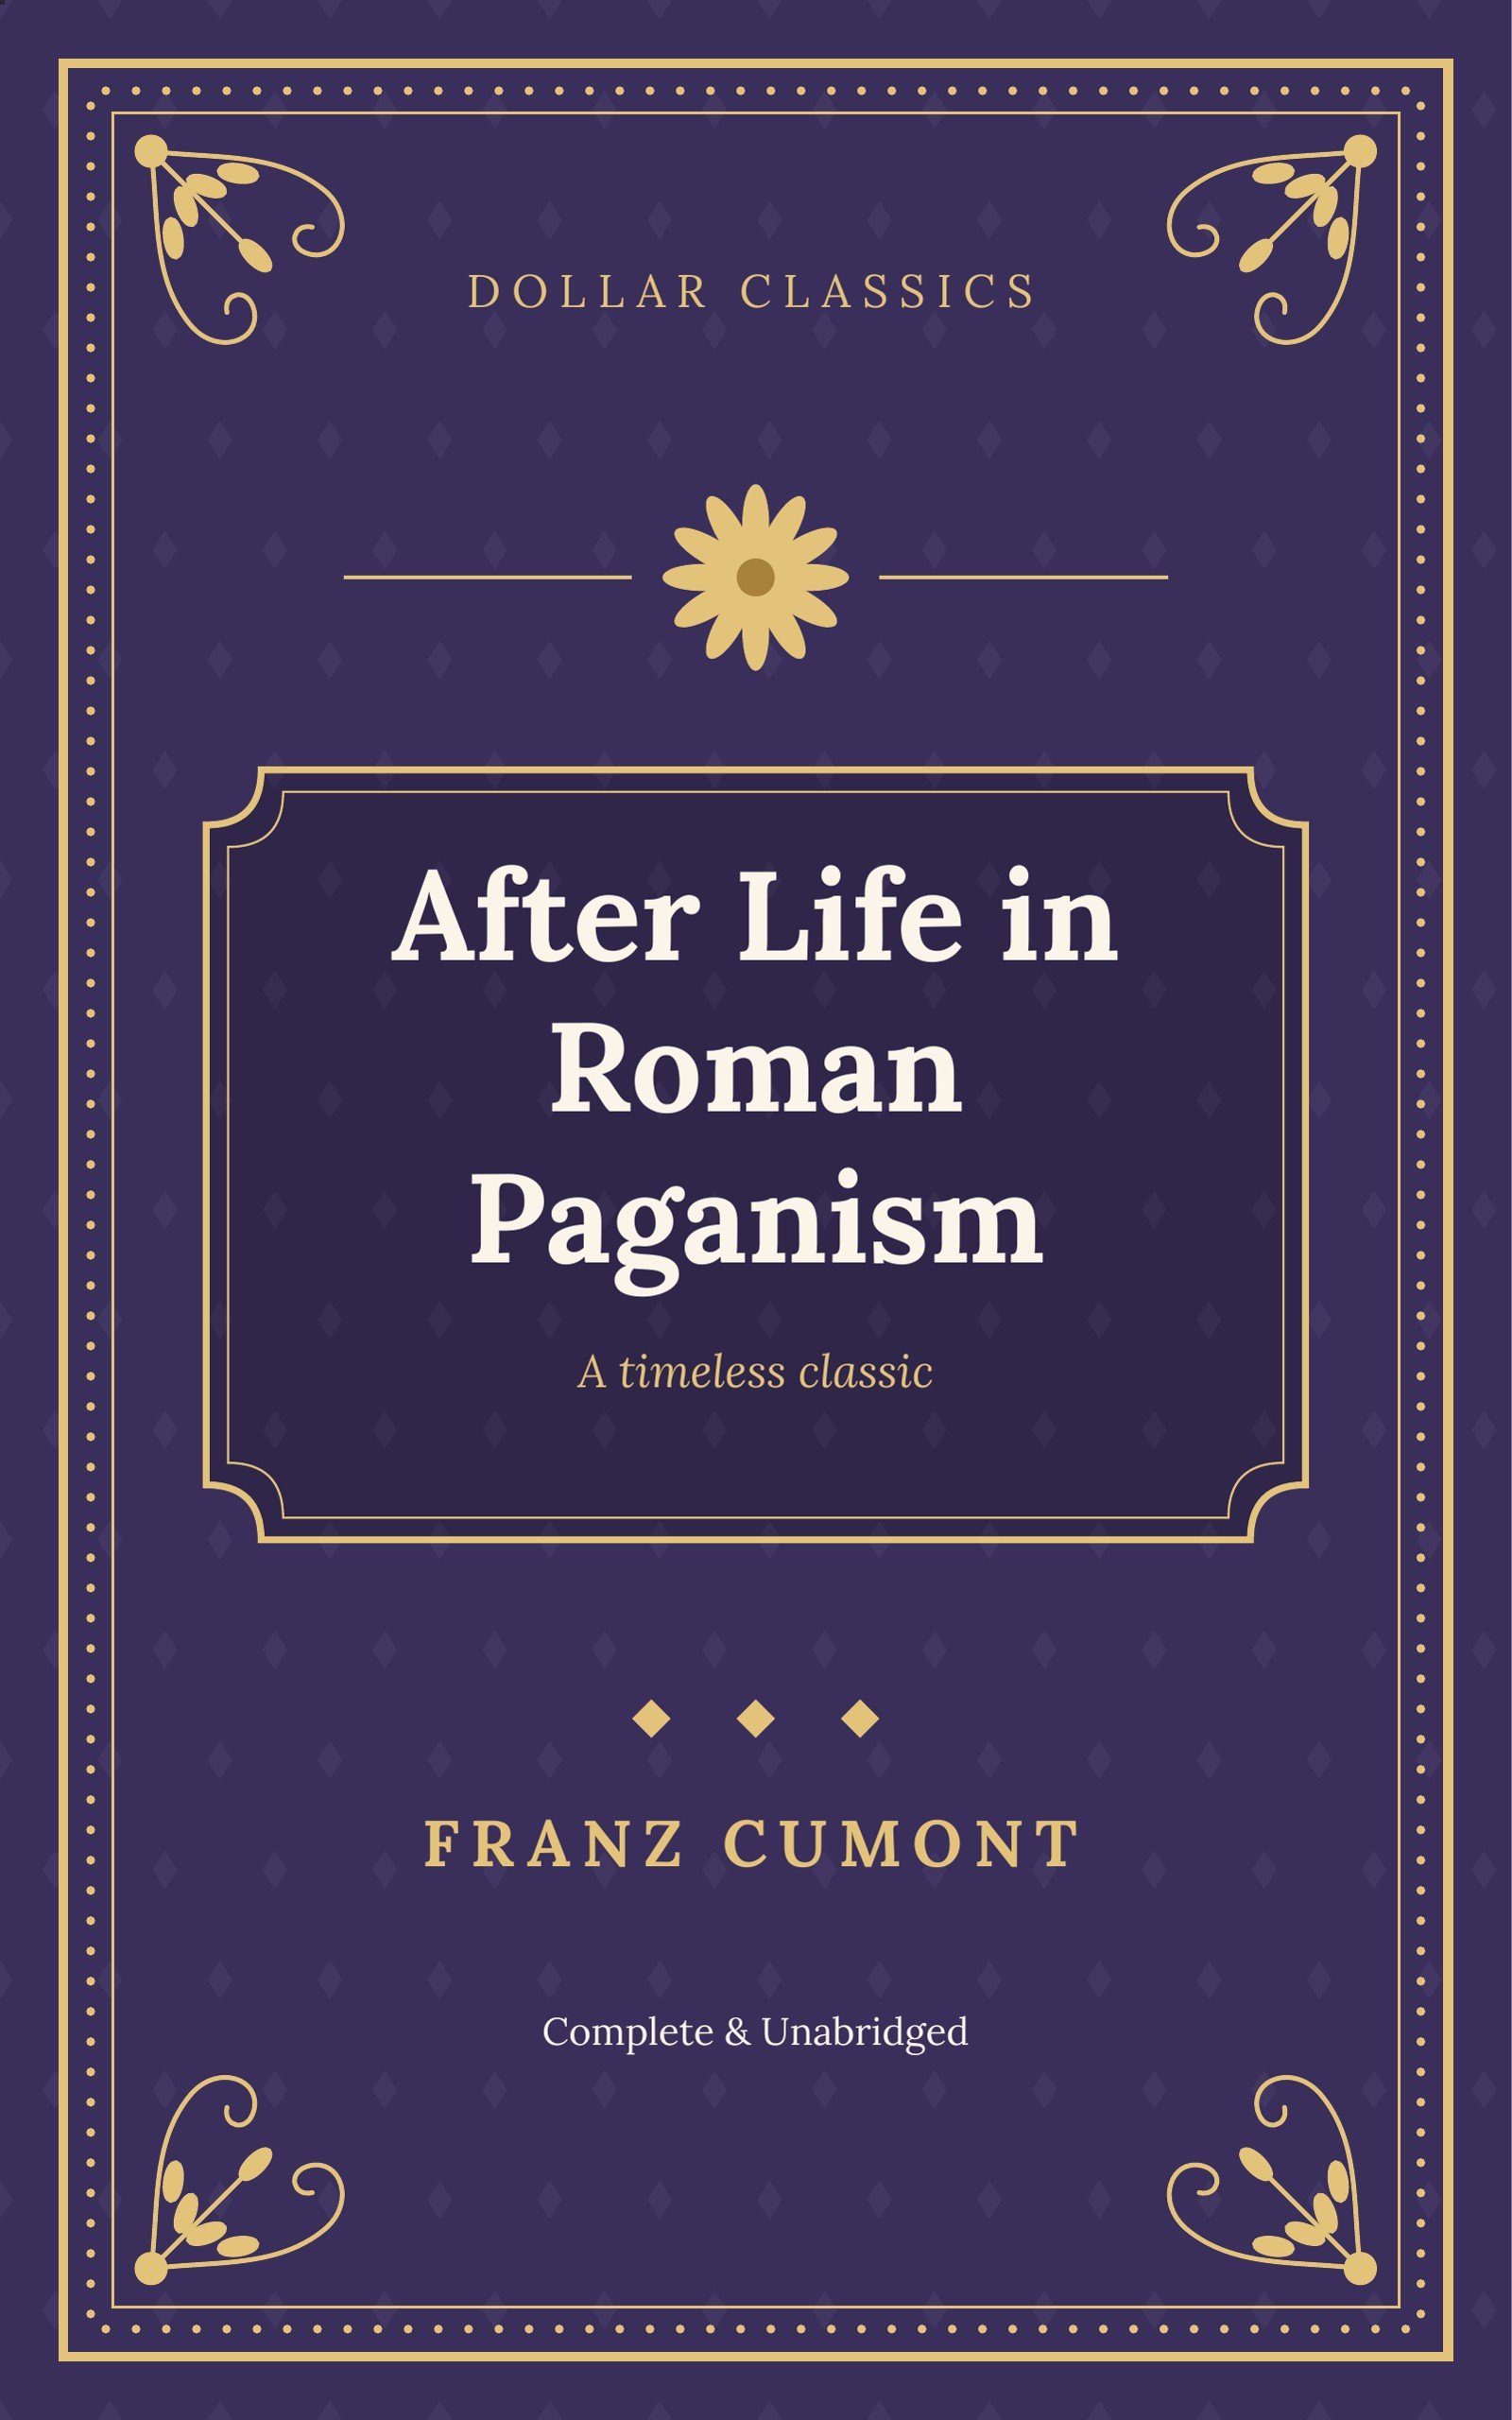 DOLLAR CLASSICS
After Life in
Roman
Paganism
A timeless classic
FRANZ CUMONT
Complete & Unabridged